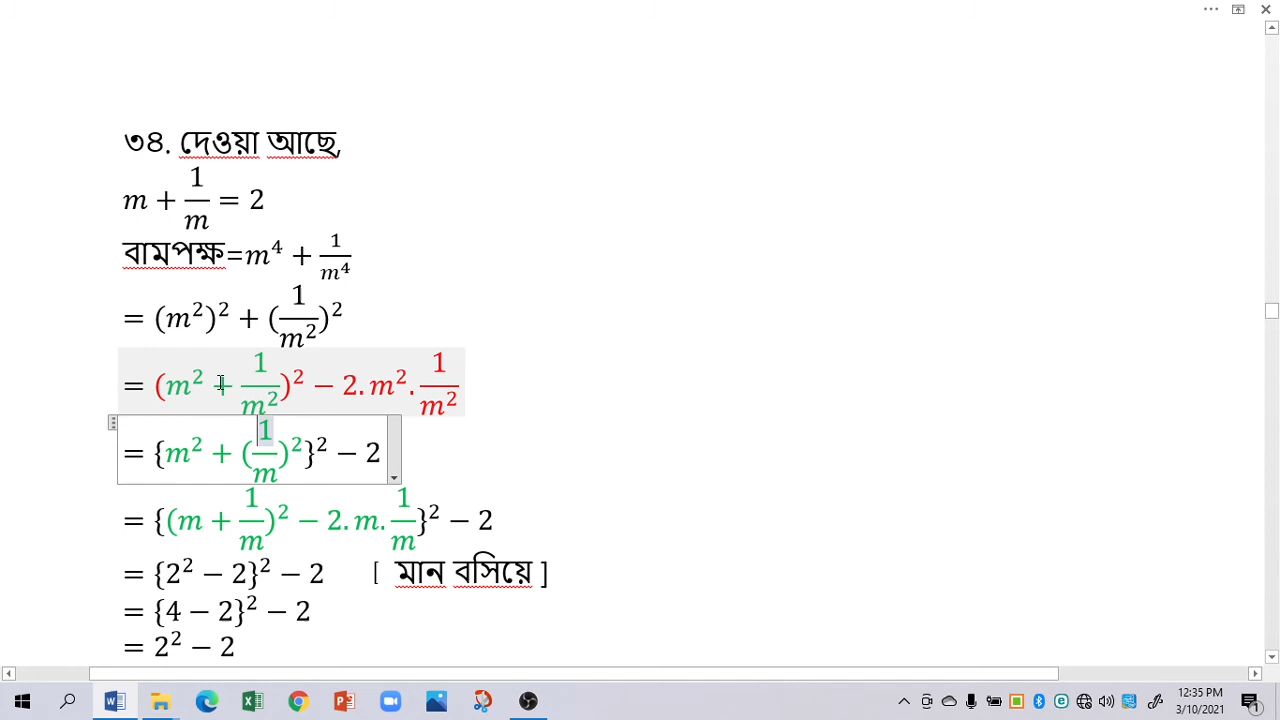 ৩৪. দেওয়া আছে,
m + 1/m = 2
বামপক্ষ=m⁴ + 1/m⁴
= (m²)² + (1/m²)²
= (m² + 1/m²)² − 2. m². 1/m²
= {m² + (1/m)²}² − 2
= {(m + 1/m)² − 2. m. 1/m}² − 2
= {2² − 2}² − 2 [ মান বসিয়ে ]
= {4 − 2}² − 2
= 2² − 2
12:35 PM
3/10/2021
1